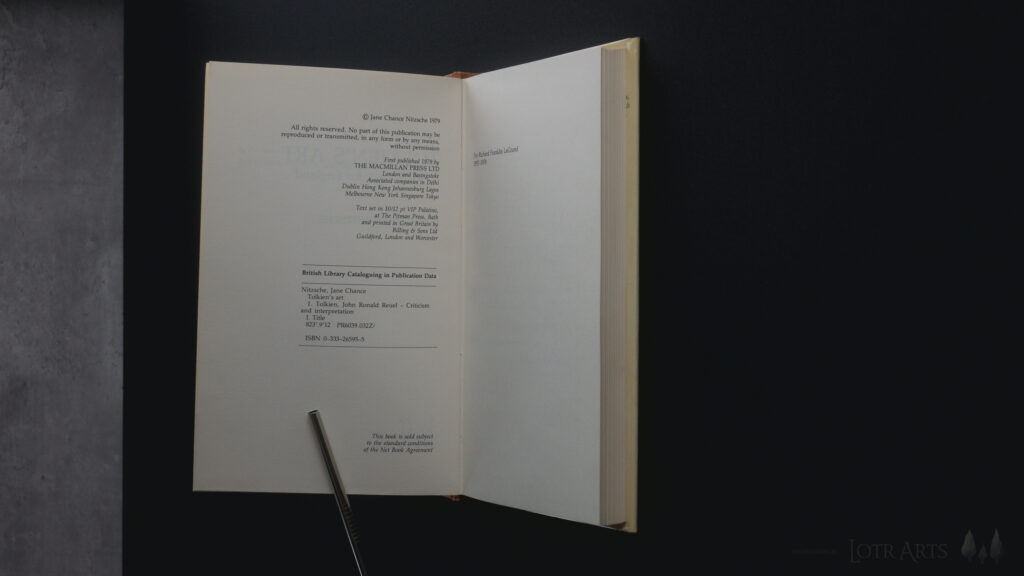 © Jane Chance Nitzsche 1979
All rights reserved. No part of this publication may be
reproduced or transmitted, in any form or by any means,
without permission
First published 1979 by
THE MACMILLAN PRESS LTD
London and Basingstoke
Associated companies in Delhi
Dublin Hong Kong Johannesburg Lagos
Melbourne New York Singapore Tokyo
Text set in 10/12 pt VIP Palatino,
at The Pitman Press, Bath
and printed in Great Britain by
Billing & Sons Ltd
Guildford, London and Worcester
British Library Cataloguing in Publication Data
Nitzsche, Jane Chance
Tolkien's art
1. Tolkien, John Ronald Reuel – Criticism
and interpretation
I. Title
823'.9'12 PR6039.032Z/
ISBN 0–333–26595–5
This book is sold subject
to the standard conditions
of the Net Book Agreement
For Richard Franklin LeGrand
LOTR ARTS